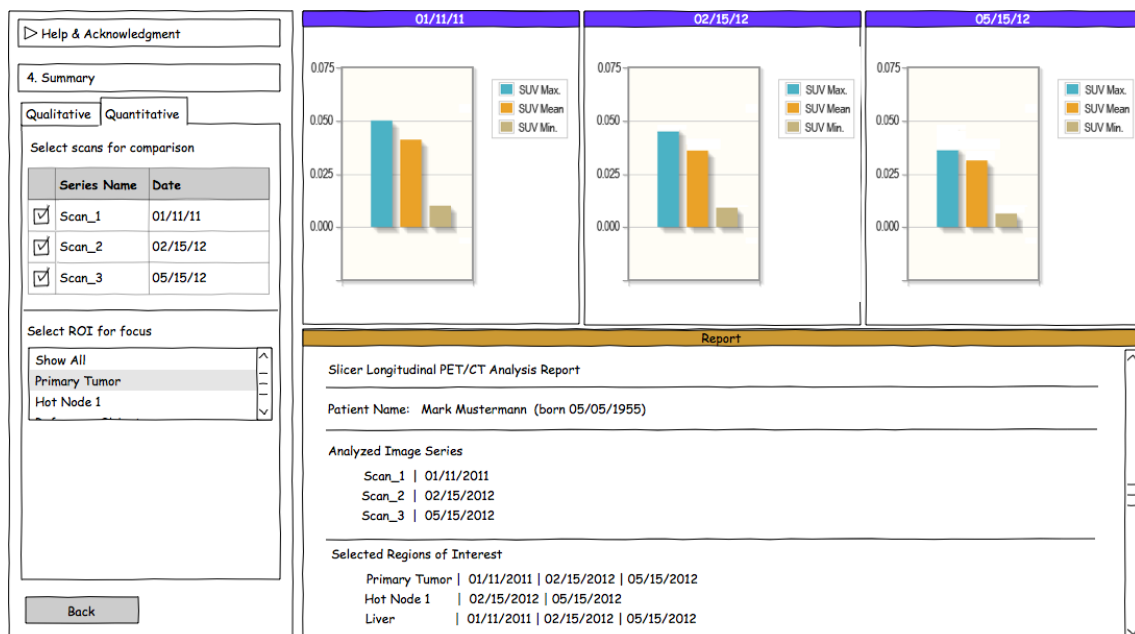 Help & Acknowledgment
4. Summary
Qualitative Quantitative
Select scans for comparison
Series Name Date
Scan_1 01/11/11
Scan_2 02/15/12
Scan_3 05/15/12
Select ROI for focus
Show All
Primary Tumor
Hot Node 1
Back
01/11/11
0.075
0.050
0.025
0.000
SUV Max.
SUV Mean
SUV Min.
02/15/12
0.075
0.050
0.025
0.000
SUV Max.
SUV Mean
SUV Min.
05/15/12
0.075
0.050
0.025
0.000
SUV Max.
SUV Mean
SUV Min.
Report
Slicer Longitudinal PET/CT Analysis Report
Patient Name: Mark Mustermann (born 05/05/1955)
Analyzed Image Series
Scan_1 | 01/11/2011
Scan_2 | 02/15/2012
Scan_3 | 05/15/2012
Selected Regions of Interest
Primary Tumor | 01/11/2011 | 02/15/2012 | 05/15/2012
Hot Node 1 | 02/15/2012 | 05/15/2012
Liver | 01/11/2011 | 02/15/2012 | 05/15/2012